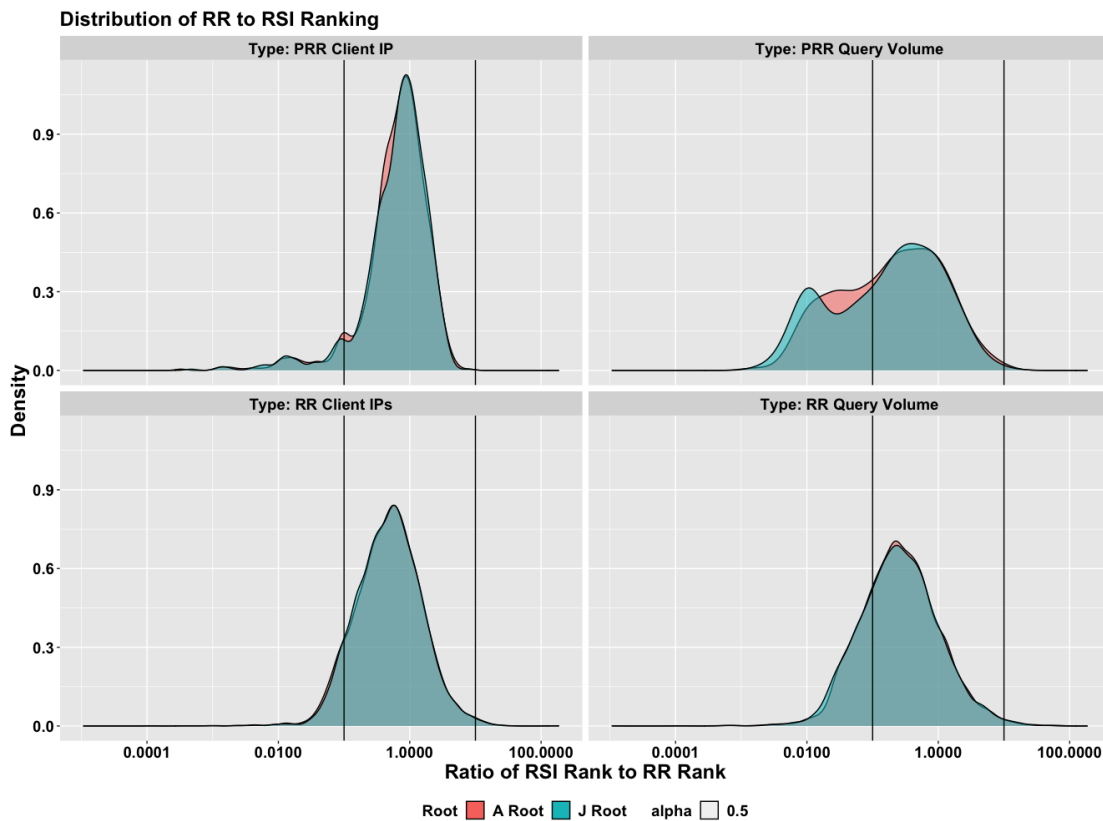 Distribution of RR to RSI Ranking
Type: PRR Client IP
Type: PRR Query Volume
0.9
0.6
0.3
0.0
Type: RR Client IPs
Type: RR Query Volume
0.9
0.6
0.3
0.0
Density
0.0001 0.0100 1.0000 100.0000
0.0001 0.0100 1.0000 100.0000
Ratio of RSI Rank to RR Rank
Root A Root J Root alpha 0.5